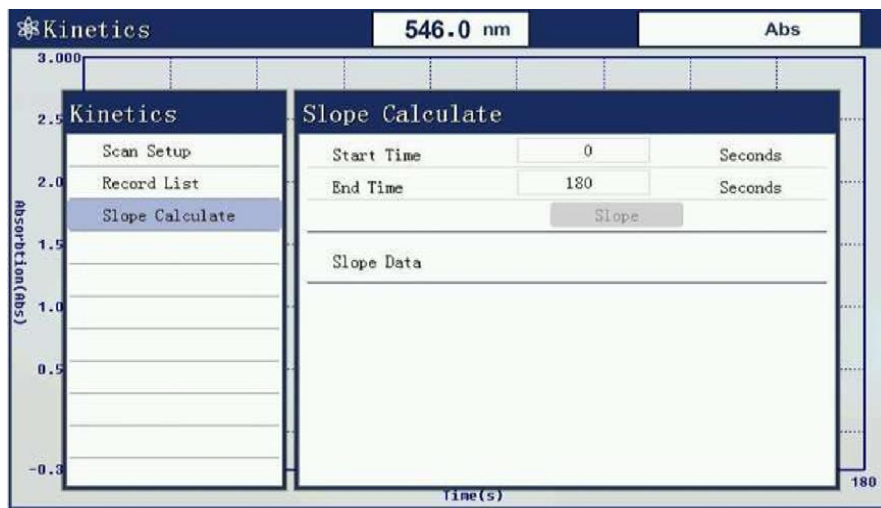 Kinetics
546.0 nm
Abs
3.000
2.5
2.0
1.5
1.0
0.5
-0.3
Absorbtion(Abs)
Kinetics
Scan Setup
Record List
Slope Calculate
Slope Calculate
Start Time 0 Seconds
End Time 180 Seconds
Slope
Slope Data
180
Time(s)